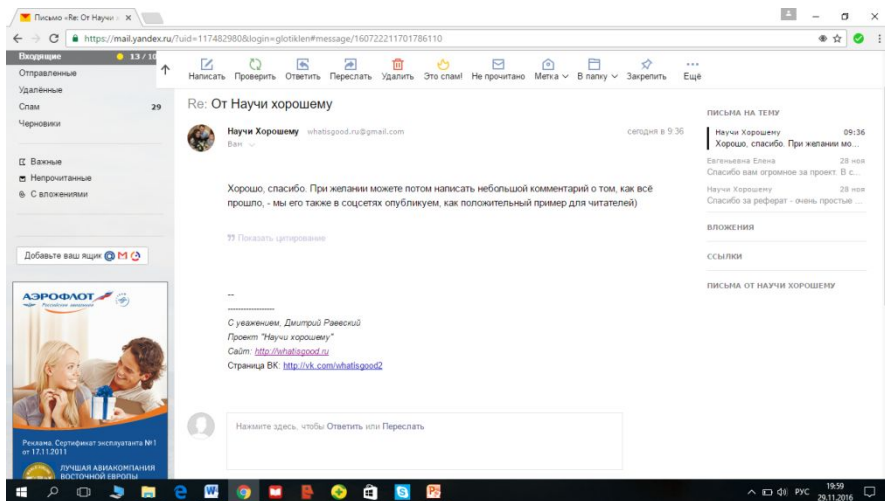 Письмо «Re: От Научи х
https://mail.yandex.ru/?uid=117482980&login=glotiklen#message/160722211701786110
Входящие 13 / 10
Отправленные
Удалённые
Спам 29
Черновики
Важные
Непрочитанные
С вложениями
Добавьте ваш ящик
АЭРОФЛОТ
Российские авиалинии
Реклама. Сертификат эксплуатанта №1
от 17.11.2011
ЛУЧШАЯ АВИАКОМПАНИЯ
ВОСТОЧНОЙ ЕВРОПЫ
Написать Проверить Ответить Переслать Удалить Это спам! Не прочитано Метка В папку Закрепить Ещё
Re: От Научи хорошему
Научи Хорошему whatisgood.ru@gmail.com сегодня в 9:36
Вам
Хорошо, спасибо. При желании можете потом написать небольшой комментарий о том, как всё
прошло, - мы его также в соцсетях опубликуем, как положительный пример для читателей)
Показать цитирование
--
------------------
С уважением, Дмитрий Раевский
Проект "Научи хорошему"
Сайт: http://whatisgood.ru
Страница ВК: http://vk.com/whatisgood2
Нажмите здесь, чтобы Ответить или Переслать
ПИСЬМА НА ТЕМУ
Научи Хорошему 09:36
Хорошо, спасибо. При желании мо...
Евгеньевна Елена 28 ноя
Спасибо вам огромное за проект. В с...
Научи Хорошему 28 ноя
Спасибо за реферат - очень простые ...
ВЛОЖЕНИЯ
ССЫЛКИ
ПИСЬМА ОТ НАУЧИ ХОРОШЕМУ
РУС 19:59
29.11.2016